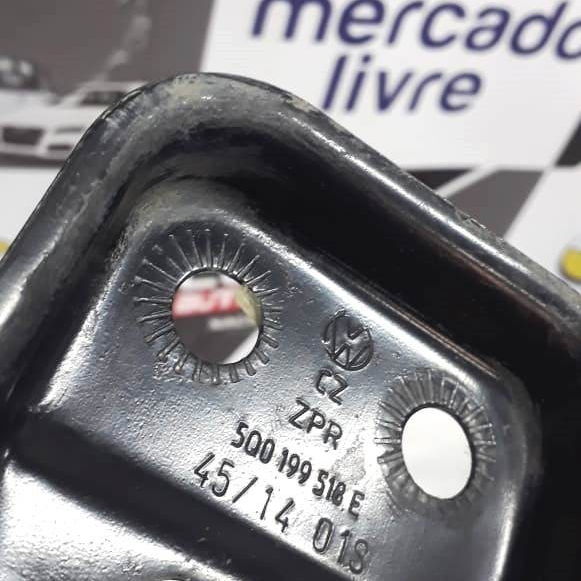 mercado
livre
CZ
ZPR
5Q0 199 518 E
45/14 01S